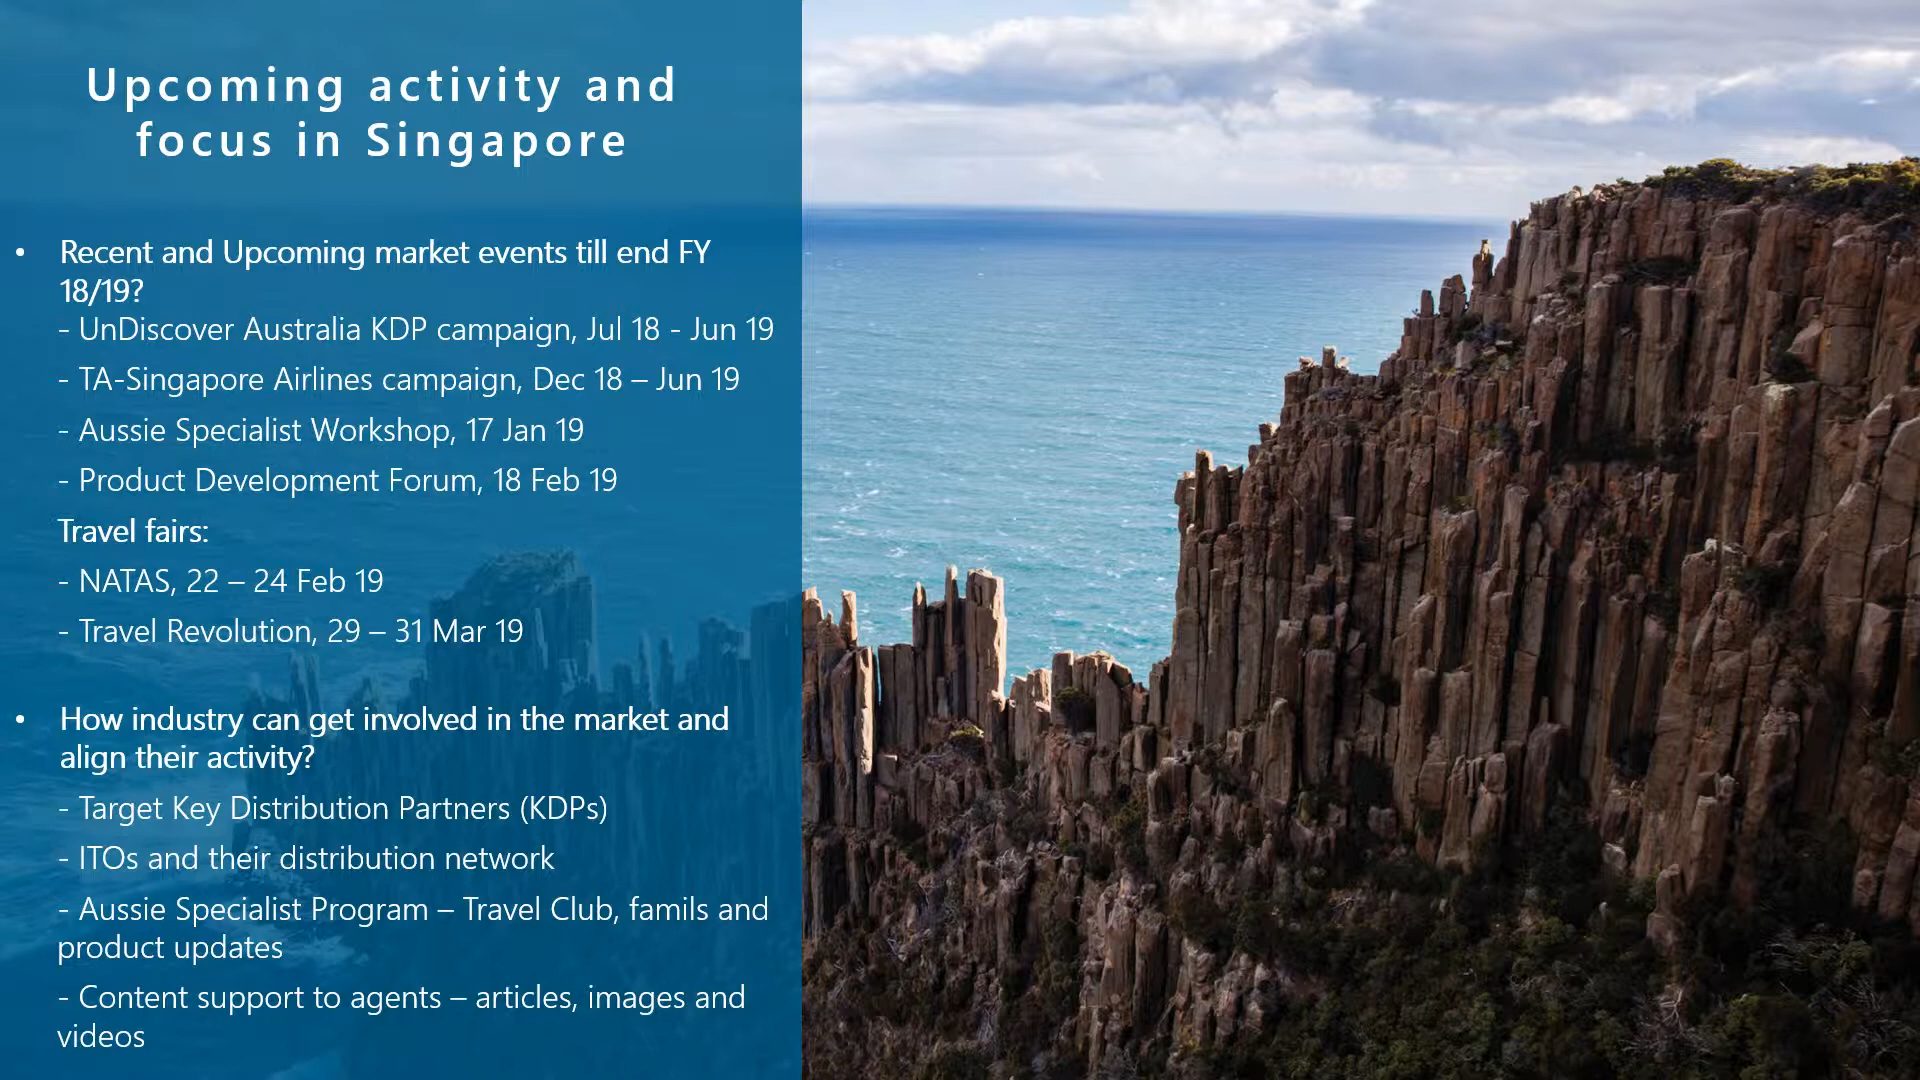 Upcoming activity and
focus in Singapore
• Recent and Upcoming market events till end FY
18/19?
- UnDiscover Australia KDP campaign, Jul 18 - Jun 19
- TA-Singapore Airlines campaign, Dec 18 – Jun 19
- Aussie Specialist Workshop, 17 Jan 19
- Product Development Forum, 18 Feb 19
Travel fairs:
- NATAS, 22 – 24 Feb 19
- Travel Revolution, 29 – 31 Mar 19
• How industry can get involved in the market and
align their activity?
- Target Key Distribution Partners (KDPs)
- ITOs and their distribution network
- Aussie Specialist Program – Travel Club, famils and
product updates
- Content support to agents – articles, images and
videos